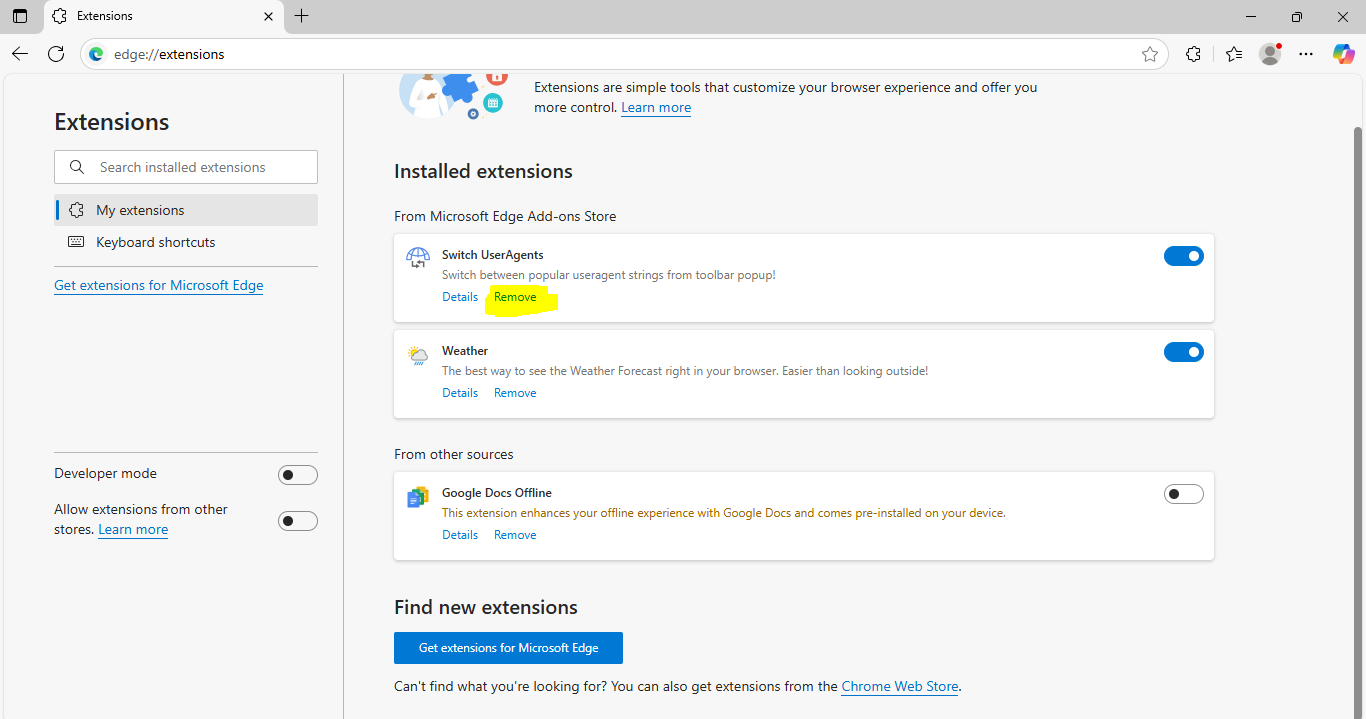 Extensions
edge://extensions
Extensions are simple tools that customize your browser experience and offer you
more control. Learn more
Extensions
Search installed extensions
My extensions
Keyboard shortcuts
Get extensions for Microsoft Edge
Developer mode
Allow extensions from other
stores. Learn more
Installed extensions
From Microsoft Edge Add-ons Store
Switch UserAgents
Switch between popular useragent strings from toolbar popup!
Details Remove
Weather
The best way to see the Weather Forecast right in your browser. Easier than looking outside!
Details Remove
From other sources
Google Docs Offline
This extension enhances your offline experience with Google Docs and comes pre-installed on your device.
Details Remove
Find new extensions
Get extensions for Microsoft Edge
Can't find what you're looking for? You can also get extensions from the Chrome Web Store.